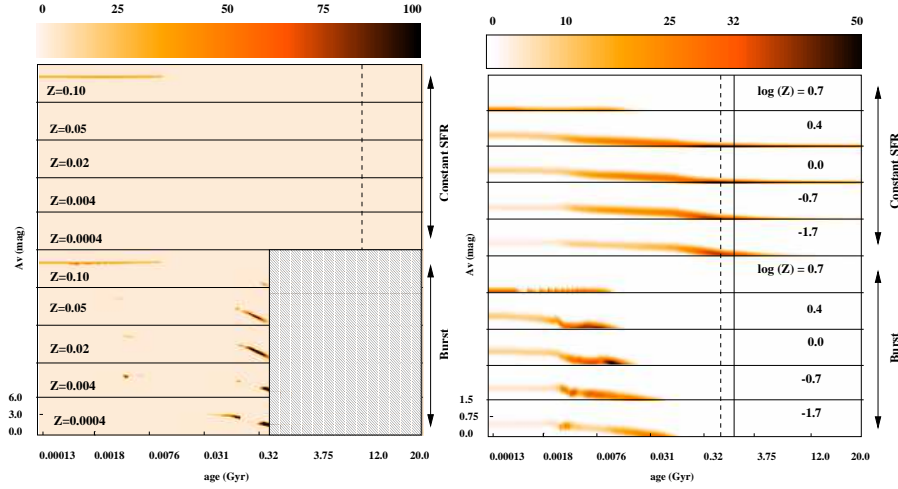 0 25 50 75 100
Z=0.10
Z=0.05
Z=0.02
Z=0.004
Z=0.0004
Constant SFR
Z=0.10
Z=0.05
Z=0.02
Z=0.004
Z=0.0004
Burst
Av (mag)
6.0
3.0
0.0
0.00013 0.0018 0.0076 0.031 0.32 3.75 12.0 20.0
age (Gyr)
0 10 25 32 50
log (Z) = 0.7
0.4
0.0
-0.7
-1.7
Constant SFR
log (Z) = 0.7
0.4
0.0
-0.7
-1.7
Burst
Av (mag)
1.5
0.75
0.0
0.00013 0.0018 0.0076 0.031 0.32 3.75 12.0 20.0
age (Gyr)